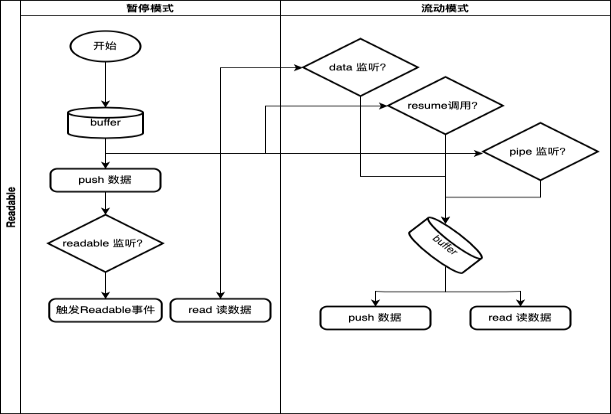 暂停模式
流动模式
Readable
开始
buffer
push 数据
readable 监听?
触发Readable事件
read 读数据
data 监听?
resume调用?
pipe 监听?
buffer
push 数据
read 读数据